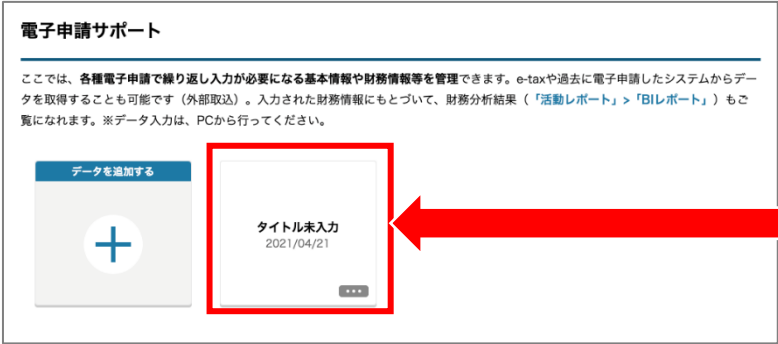 電子申請サポート
ここでは、各種電子申請で繰り返し入力が必要になる基本情報や財務情報等を管理できます。e-taxや過去に電子申請したシステムからデー
タを取得することも可能です（外部取込）。入力された財務情報にもとづいて、財務分析結果（「活動レポート」>「BIレポート」）もご
覧になれます。※データ入力は、PCから行ってください。
データを追加する
タイトル未入力
2021/04/21